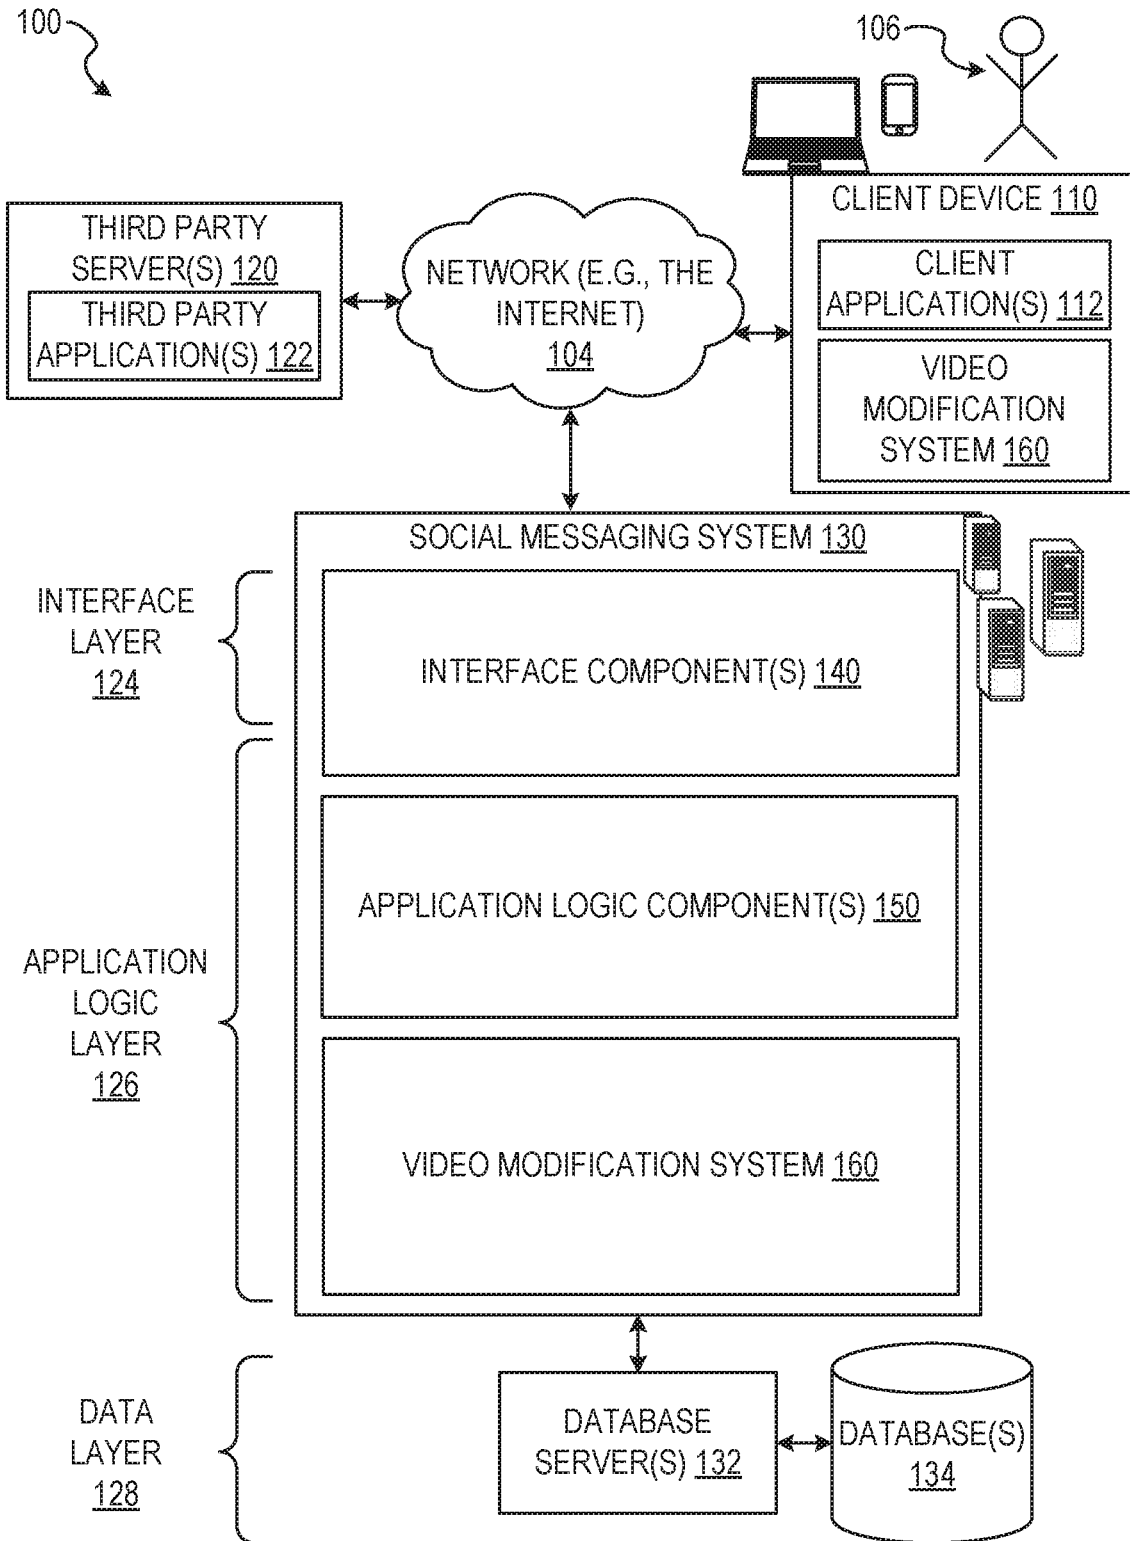 100
106
CLIENT DEVICE 110
CLIENT
APPLICATION(S) 112
VIDEO
MODIFICATION
SYSTEM 160
THIRD PARTY
SERVER(S) 120
THIRD PARTY
APPLICATION(S) 122
NETWORK (E.G., THE
INTERNET)
104
SOCIAL MESSAGING SYSTEM 130
INTERFACE
LAYER
124
INTERFACE COMPONENT(S) 140
APPLICATION LOGIC COMPONENT(S) 150
APPLICATION
LOGIC
LAYER
126
VIDEO MODIFICATION SYSTEM 160
DATA
LAYER
128
DATABASE
SERVER(S) 132
DATABASE(S)
134